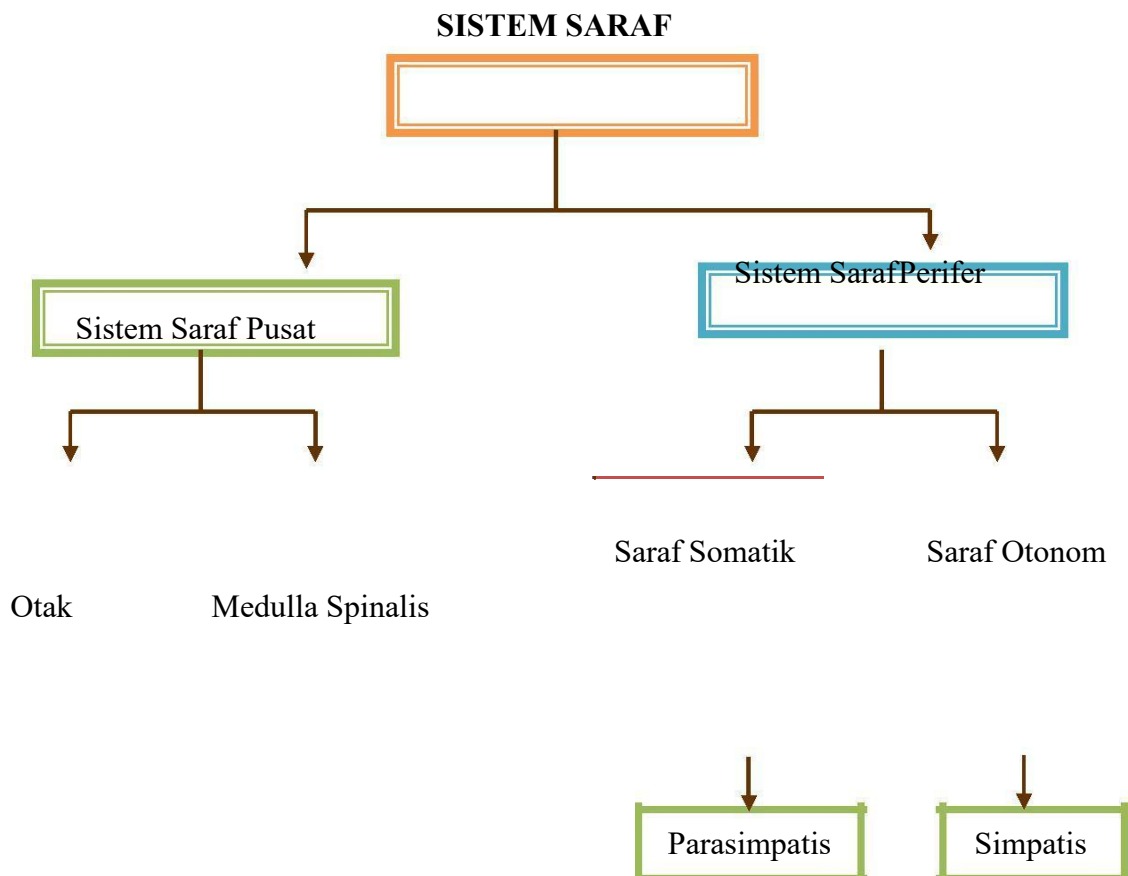 SISTEM SARAF
Sistem SarafPerifer
Sistem Saraf Pusat
Saraf Somatik
Saraf Otonom
Otak
Medulla Spinalis
Parasimpatis
Simpatis